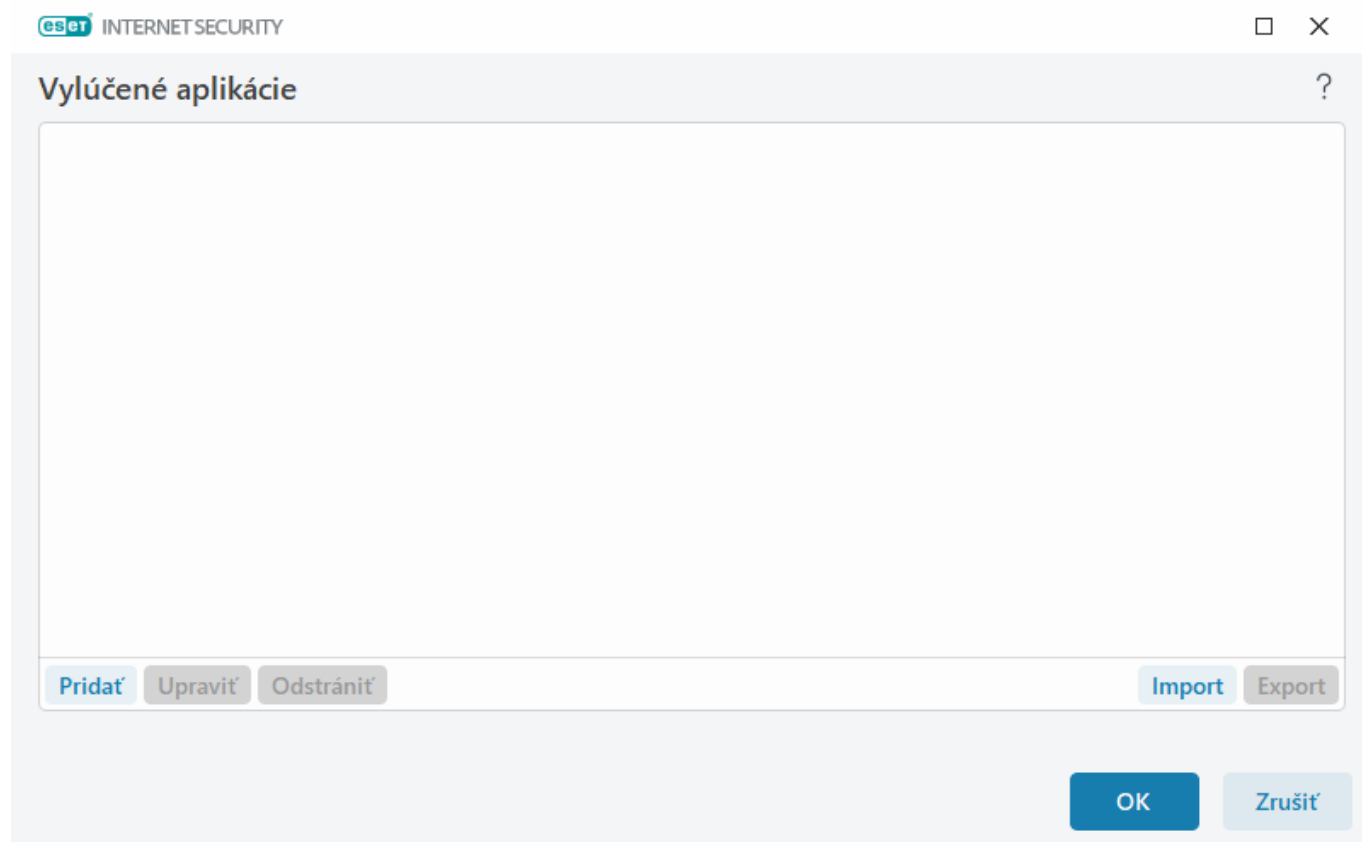 eset INTERNET SECURITY
Vylúčené aplikácie ?
Pridať Upraviť Odstrániť Import Export
OK Zrušiť